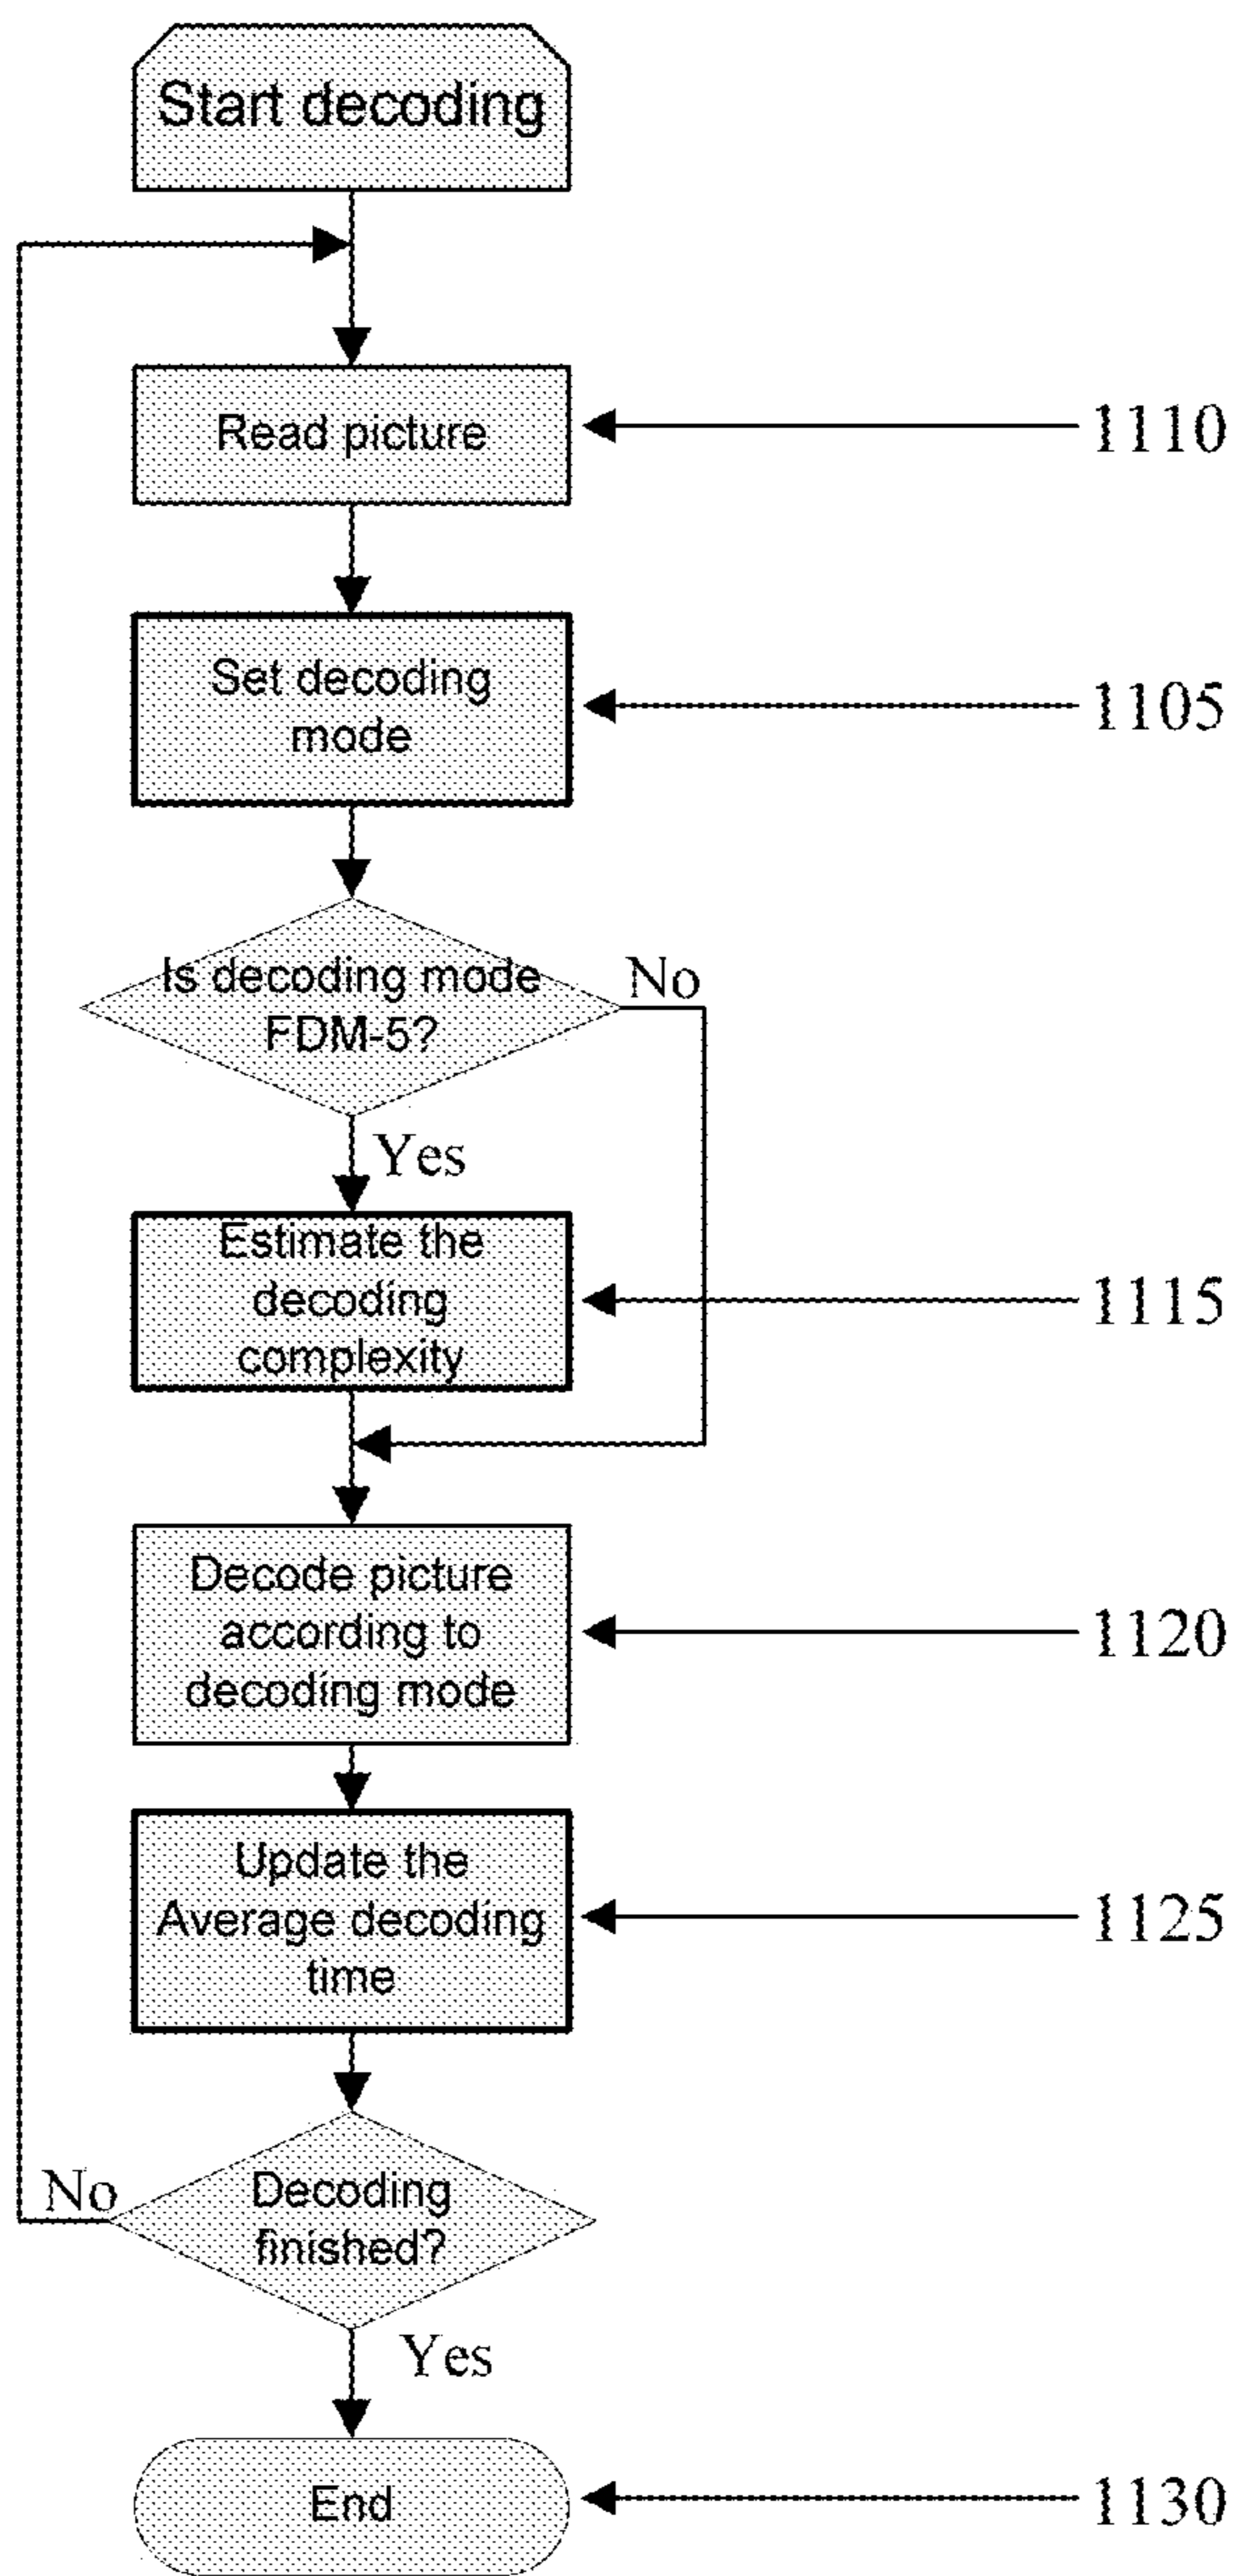 Start decoding
Read picture
1110
Set decoding
mode
1105
Is decoding mode
FDM-5?
No
Yes
Estimate the
decoding
complexity
1115
Decode picture
according to
decoding mode
1120
Update the
Average decoding
time
1125
Decoding
finished?
No
Yes
End
1130